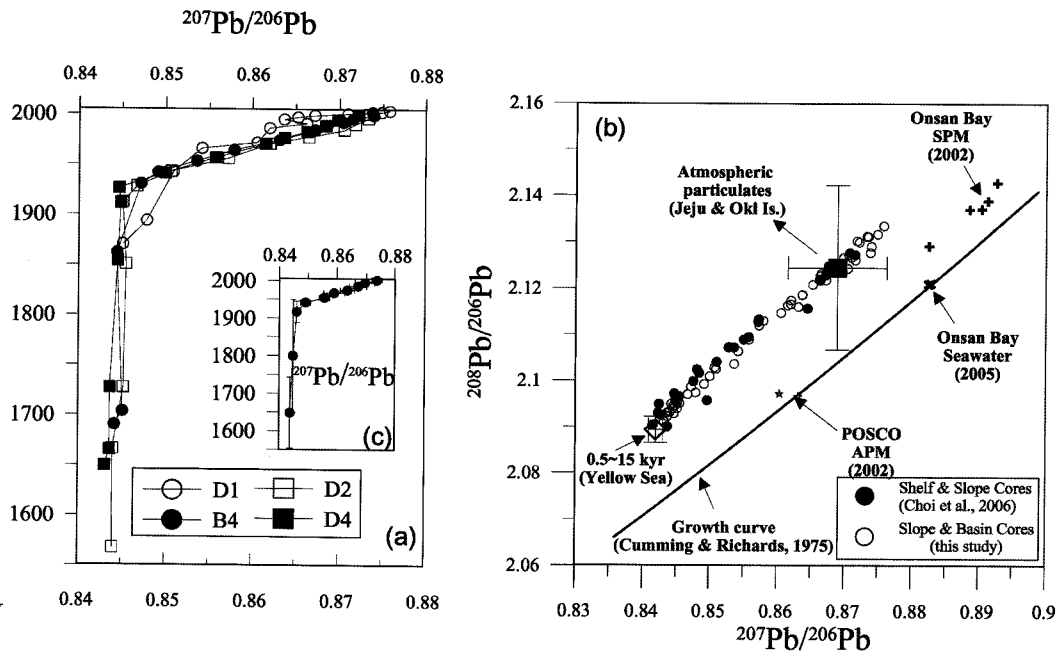 207Pb/206Pb
0.84 0.85 0.86 0.87 0.88
2000
1900
1800
1700
1600
0.84 0.85 0.86 0.87 0.88
D1 D2
B4 D4
(a)
0.84 0.86 0.88
2000
1950
1900
1850
1800
1750
1700
1650
1600
207Pb/206Pb
(c)
2.16
2.14
2.12
2.10
2.08
2.06
208Pb/206Pb
(b)
Onsan Bay
SPM
(2002)
Atmospheric
particulates
(Jeju & Oki Is.)
Onsan Bay
Seawater
(2005)
POSCO
APM
(2002)
0.5~15 kyr
(Yellow Sea)
Growth curve
(Cumming & Richards, 1975)
Shelf & Slope Cores
(Choi et al., 2006)
Slope & Basin Cores
(this study)
0.83 0.84 0.85 0.86 0.87 0.88 0.89 0.9
207Pb/206Pb